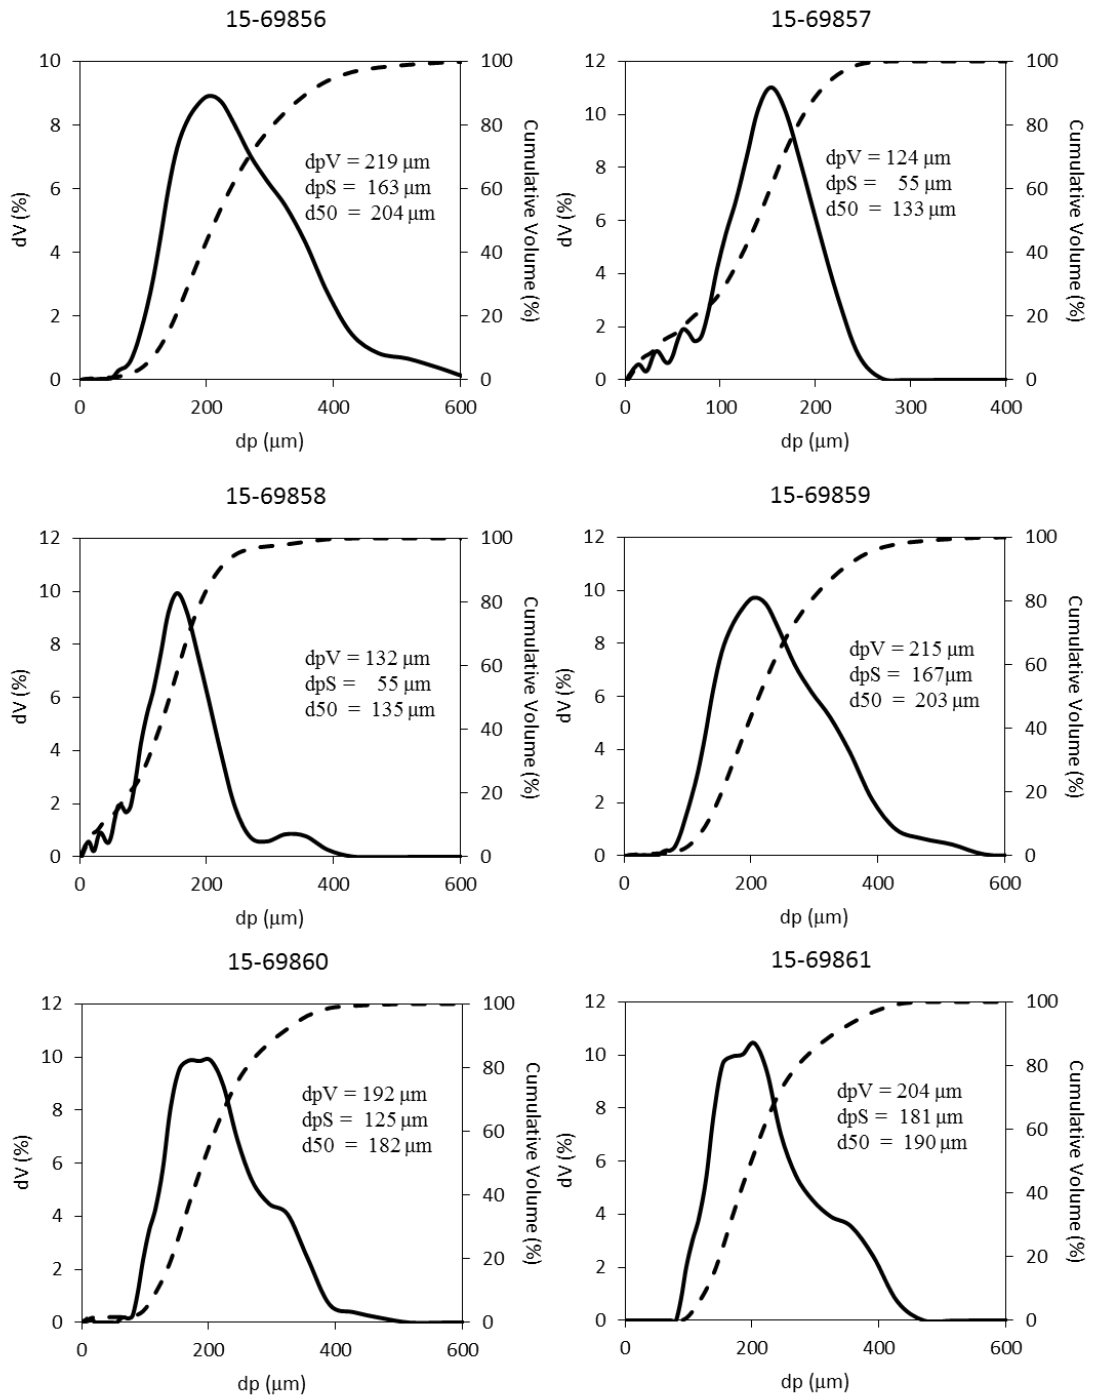 15-69856
10
8
6
4
2
0
dV (%)
100
80
60
40
20
0
Cumulative Volume (%)
dpV = 219 µm
dpS = 163 µm
d50 = 204 µm
0 200 400 600
dp (µm)
15-69857
12
10
8
6
4
2
0
dV (%)
100
80
60
40
20
0
Cumulative Volume (%)
dpV = 124 µm
dpS = 55 µm
d50 = 133 µm
0 100 200 300 400
dp (µm)
15-69858
12
10
8
6
4
2
0
dV (%)
100
80
60
40
20
0
Cumulative Volume (%)
dpV = 132 µm
dpS = 55 µm
d50 = 135 µm
0 200 400 600
dp (µm)
15-69859
12
10
8
6
4
2
0
dV (%)
100
80
60
40
20
0
Cumulative Volume (%)
dpV = 215 µm
dpS = 167µm
d50 = 203 µm
0 200 400 600
dp (µm)
15-69860
12
10
8
6
4
2
0
dV (%)
100
80
60
40
20
0
Cumulative Volume (%)
dpV = 192 µm
dpS = 125 µm
d50 = 182 µm
0 200 400 600
dp (µm)
15-69861
12
10
8
6
4
2
0
dV (%)
100
80
60
40
20
0
Cumulative Volume (%)
dpV = 204 µm
dpS = 181 µm
d50 = 190 µm
0 200 400 600
dp (µm)